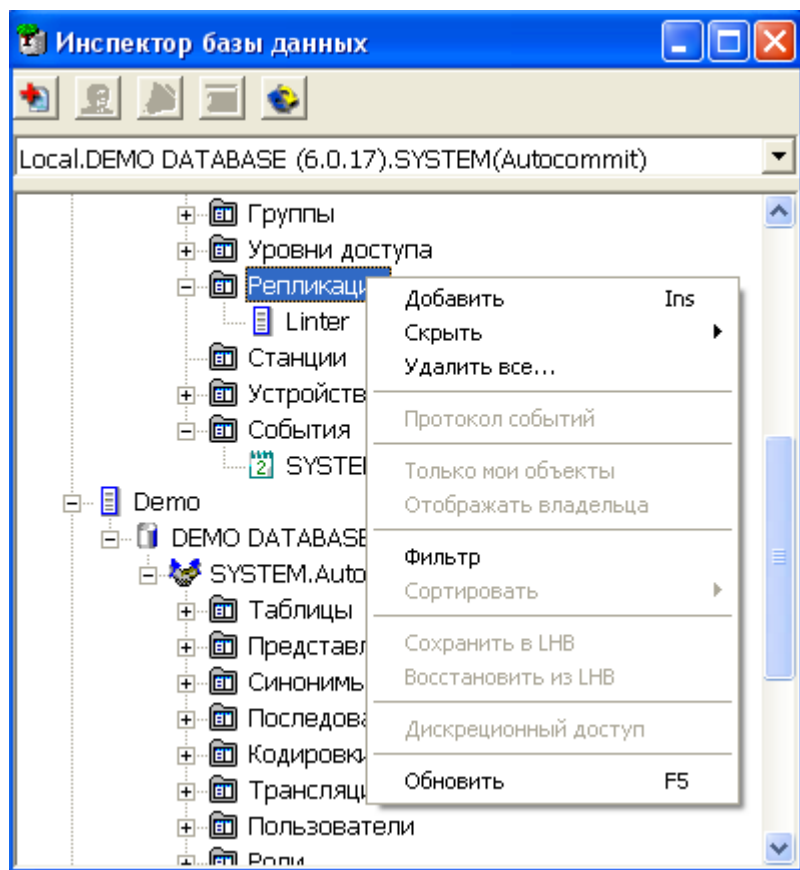 Инспектор базы данных
Local.DEMO DATABASE (6.0.17).SYSTEM(Autocommit)
Группы
Уровни доступа
Репликаци
Linter
Станции
Устройств
События
SYSTE
Demo
DEMO DATABASE
SYSTEM.Auto
Таблицы
Представл
Синонимы
Последова
Кодировки
Трансляци
Пользователи
Роли
Добавить Ins
Скрыть
Удалить все...
Протокол событий
Только мои объекты
Отображать владельца
Фильтр
Сортировать
Сохранить в LHB
Восстановить из LHB
Дискреционный доступ
Обновить F5